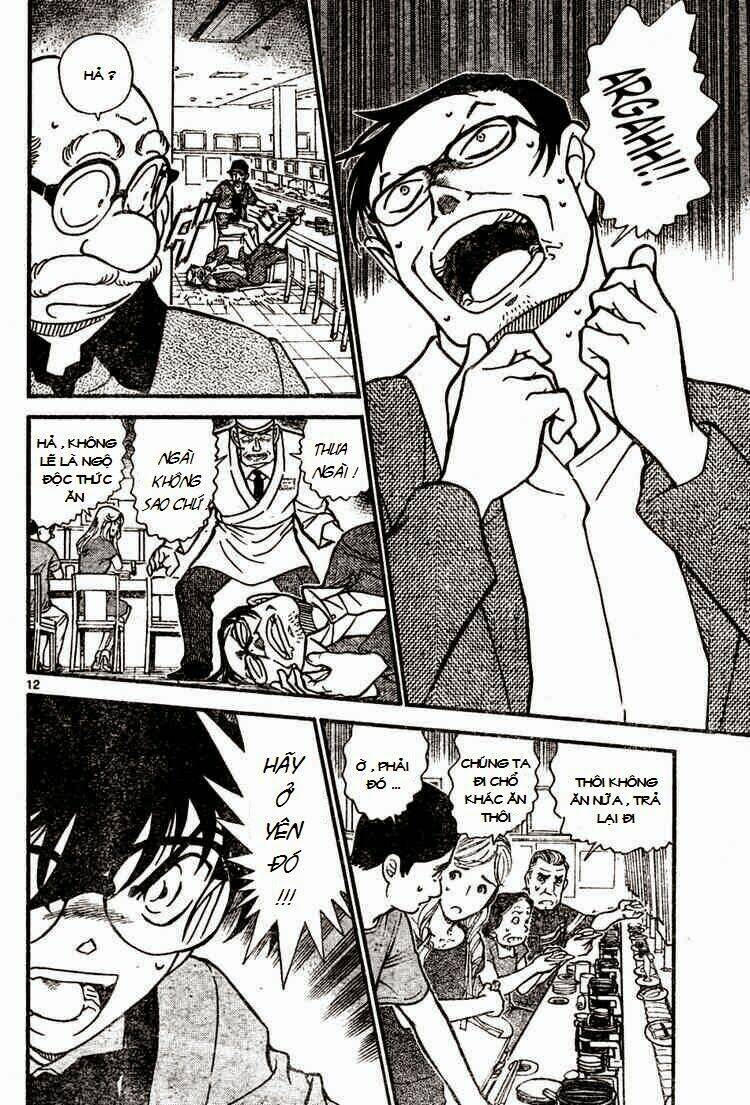 ARGAHH!!
HẢ ?
THƯA
NGÀI !
NGÀI
KHÔNG
SAO CHỨ
HẢ , KHÔNG
LẼ LÀ NGỘ
ĐỘC THỨC
ĂN
12
THÔI KHÔNG
ĂN NỮA , TRẢ
LẠI ĐI
CHÚNG TA
ĐI CHỔ
KHÁC ĂN
THÔI
Ờ , PHẢI
ĐÓ ...
HÃY
Ở
YÊN
ĐÓ
!!!